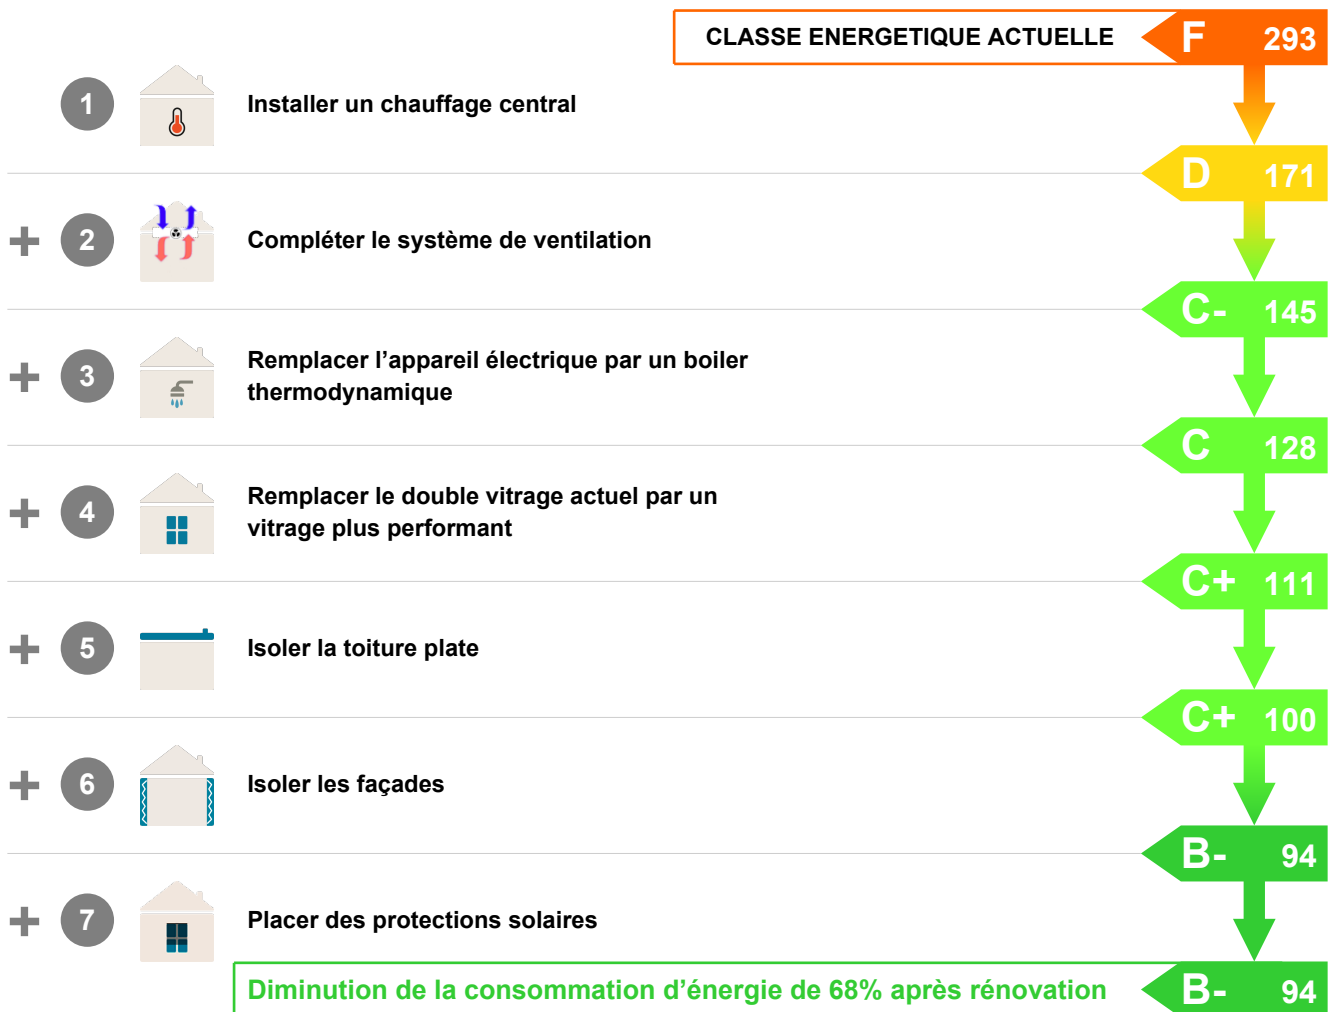 CLASSE ENERGETIQUE ACTUELLE F 293
1 Installer un chauffage central
D 171
+ 2 Compléter le système de ventilation
C- 145
+ 3 Remplacer l’appareil électrique par un boiler
thermodynamique
C 128
+ 4 Remplacer le double vitrage actuel par un
vitrage plus performant
C+ 111
+ 5 Isoler la toiture plate
C+ 100
+ 6 Isoler les façades
B- 94
+ 7 Placer des protections solaires
Diminution de la consommation d’énergie de 68% après rénovation B- 94